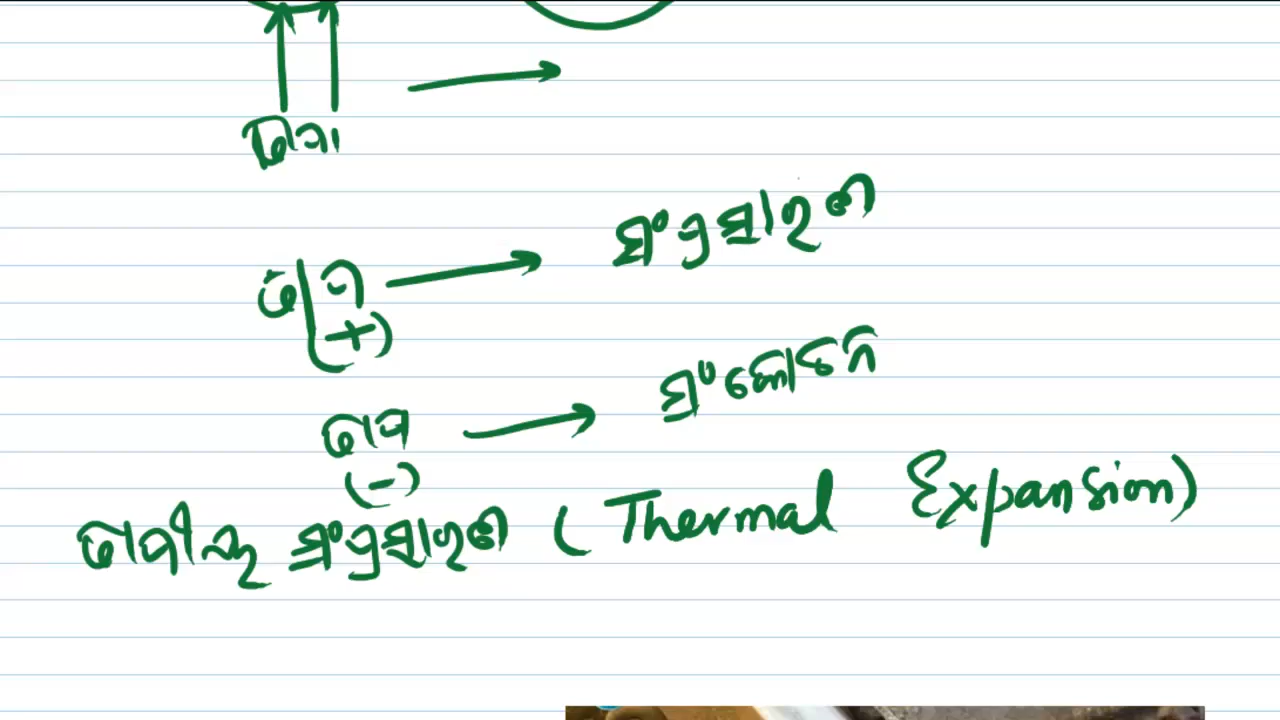 ତାପ
ତାପ → ସଂପ୍ରସାରଣ
(+)
ତାପ → ସଂକୋଚନ
(-)
ତାପୀୟ ସଂପ୍ରସାରଣ (Thermal Expansion)